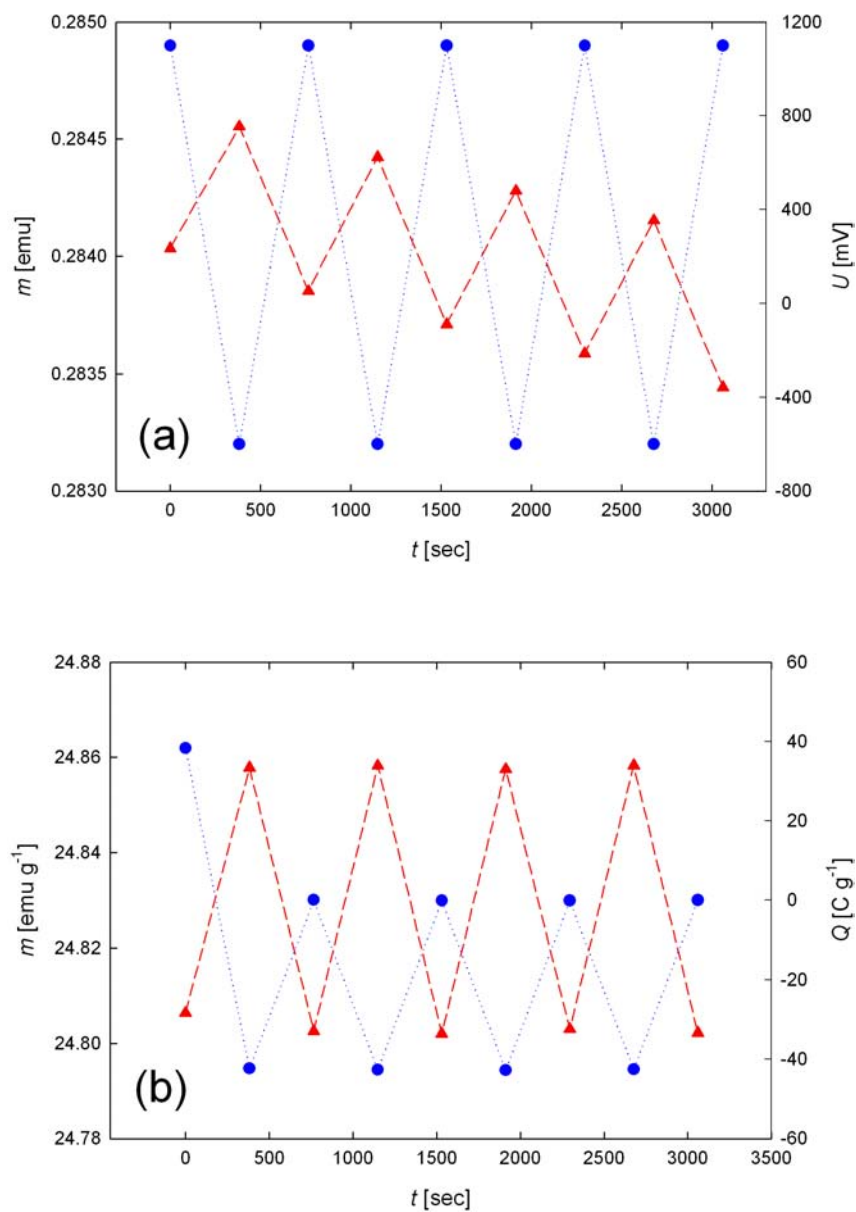 0.2850
0.2845
0.2840
0.2835
0.2830
m [emu]
1200
800
400
0
-400
-800
U [mV]
(a)
0 500 1000 1500 2000 2500 3000
t [sec]
24.88
24.86
24.84
24.82
24.80
24.78
m [emu g⁻¹]
60
40
20
0
-20
-40
-60
Q [C g⁻¹]
(b)
0 500 1000 1500 2000 2500 3000 3500
t [sec]